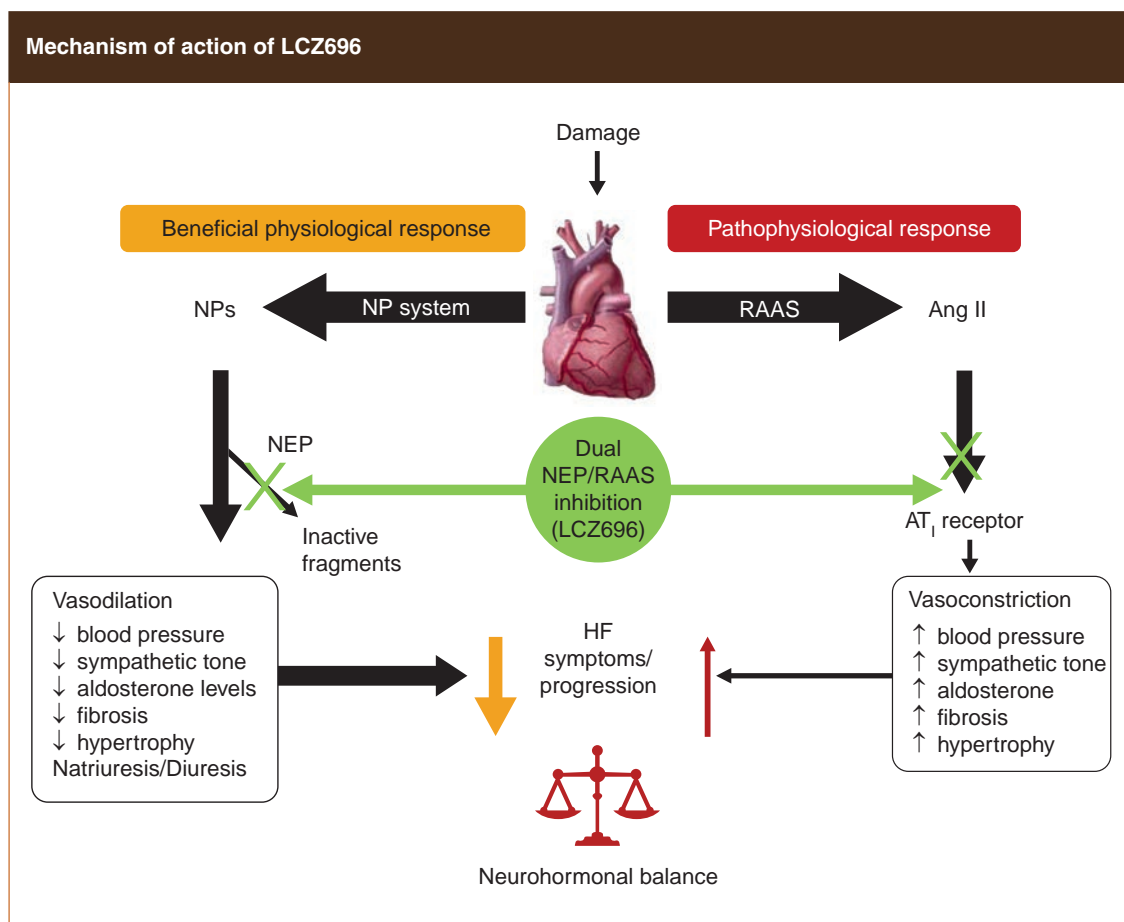 Mechanism of action of LCZ696
Damage
Beneficial physiological response
Pathophysiological response
NPs
NP system
RAAS
Ang II
NEP
Inactive
fragments
Dual
NEP/RAAS
inhibition
(LCZ696)
AT_I receptor
Vasodilation
↓ blood pressure
↓ sympathetic tone
↓ aldosterone levels
↓ fibrosis
↓ hypertrophy
Natriuresis/Diuresis
HF
symptoms/
progression
Vasoconstriction
↑ blood pressure
↑ sympathetic tone
↑ aldosterone
↑ fibrosis
↑ hypertrophy
Neurohormonal balance